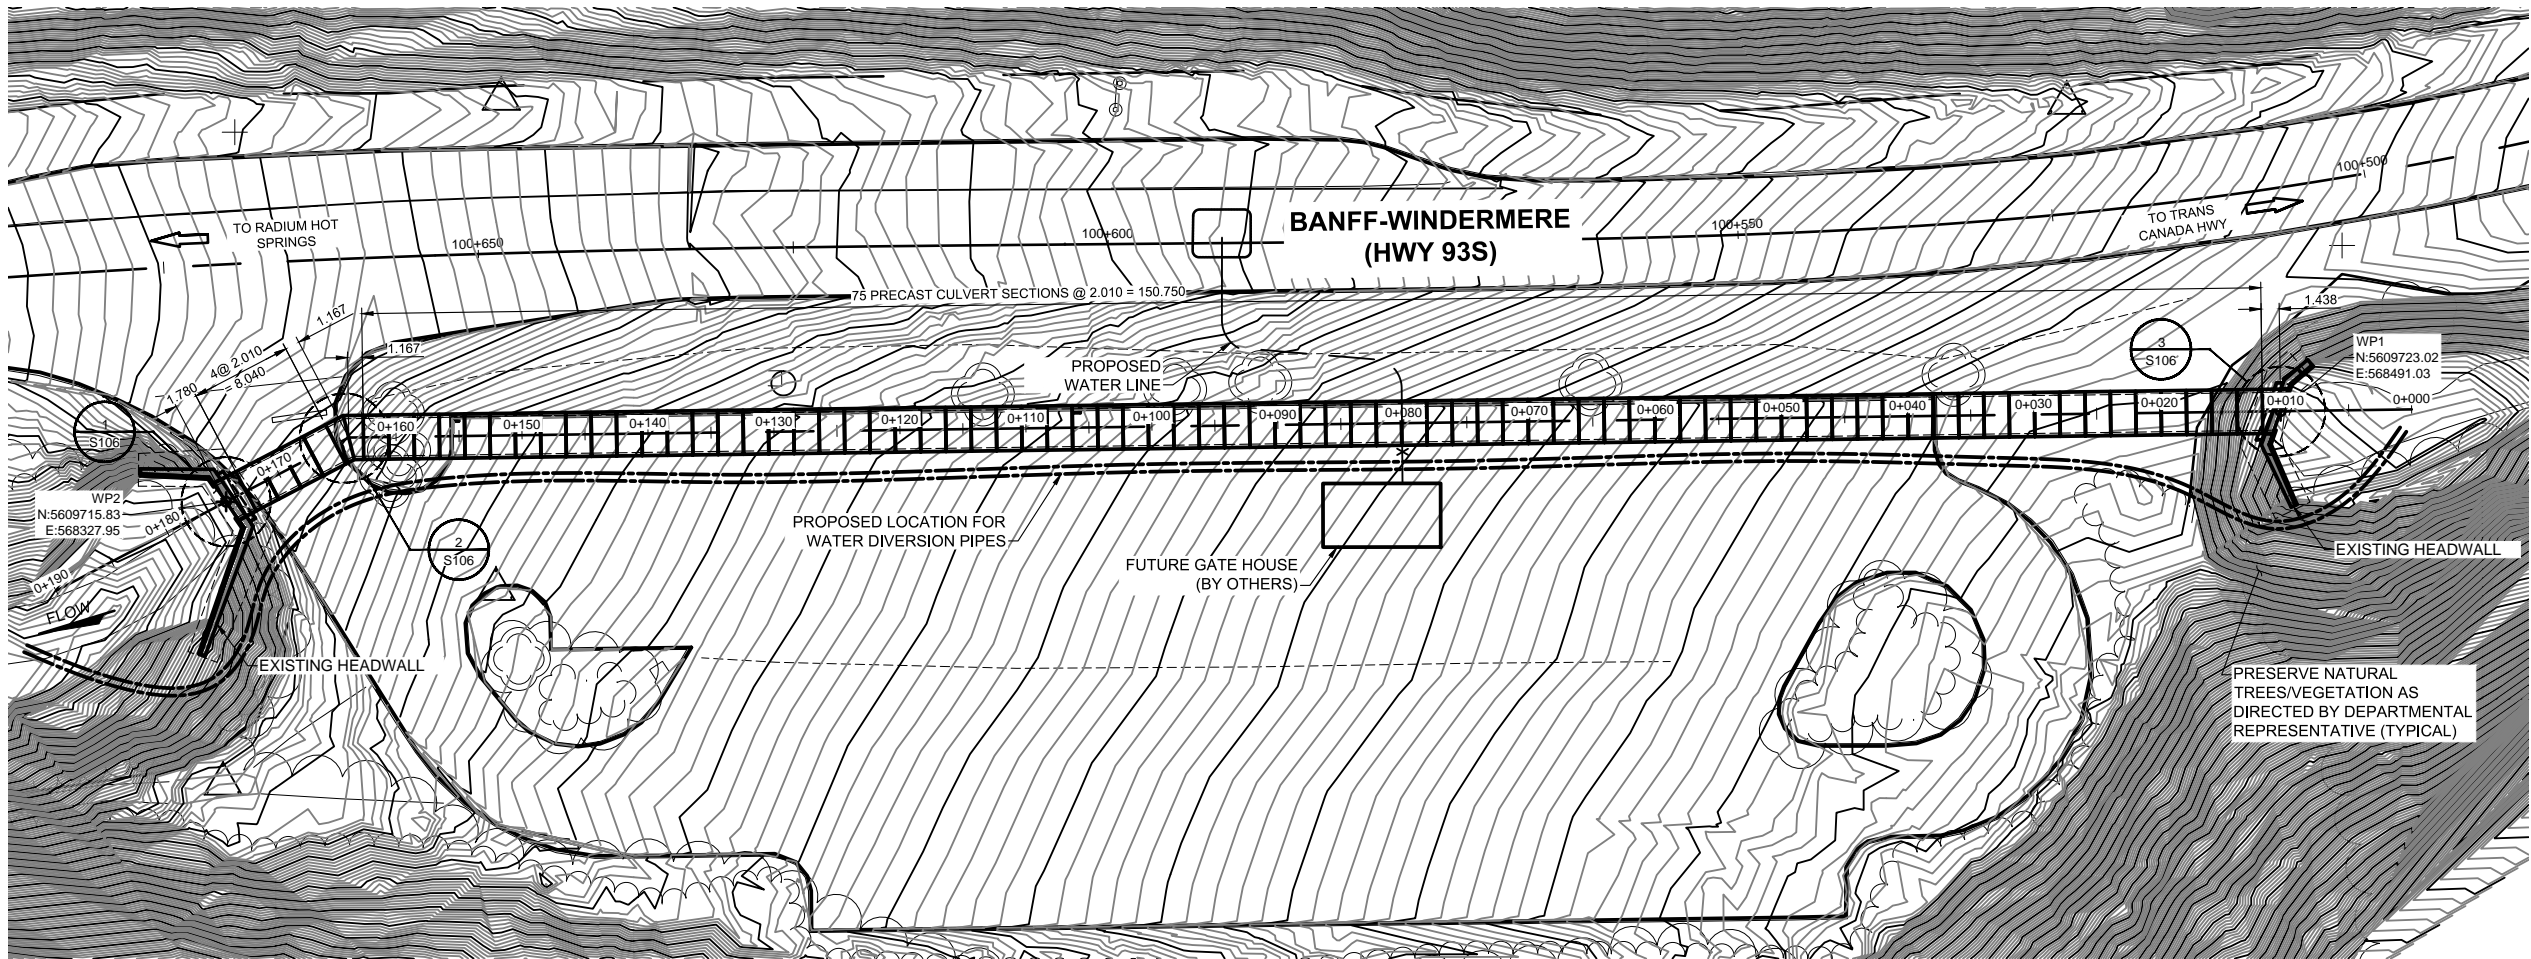 100+500
TO RADIUM HOT
SPRINGS
100+650
100+600
BANFF-WINDERMERE
(HWY 93S)
100+550
TO TRANS
CANADA HWY
75 PRECAST CULVERT SECTIONS @ 2.010 = 150.750
1.438
1.167
1.167
4@ 2.010
= 8.040
1.780
3
S106
WP1
N:5609723.02
E:568491.03
PROPOSED
WATER LINE
1
S106
0+160
0+150
0+140
0+130
0+120
0+110
0+100
0+090
0+080
0+070
0+060
0+050
0+040
0+030
0+020
0+010
0+000
0+170
WP2
N:5609715.83
E:568327.95
0+180
0+190
FLOW
2
S106
PROPOSED LOCATION FOR
WATER DIVERSION PIPES
FUTURE GATE HOUSE
(BY OTHERS)
EXISTING HEADWALL
EXISTING HEADWALL
PRESERVE NATURAL
TREES/VEGETATION AS
DIRECTED BY DEPARTMENTAL
REPRESENTATIVE (TYPICAL)